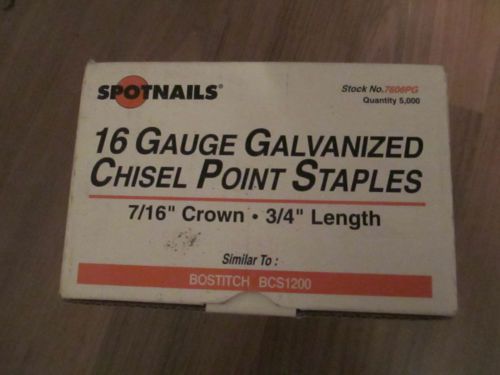 SPOTNAILS®
Stock No.7606PG
Quantity 5,000
16 GAUGE GALVANIZED
CHISEL POINT STAPLES
7/16" Crown • 3/4" Length
Similar To :
BOSTITCH BCS1200